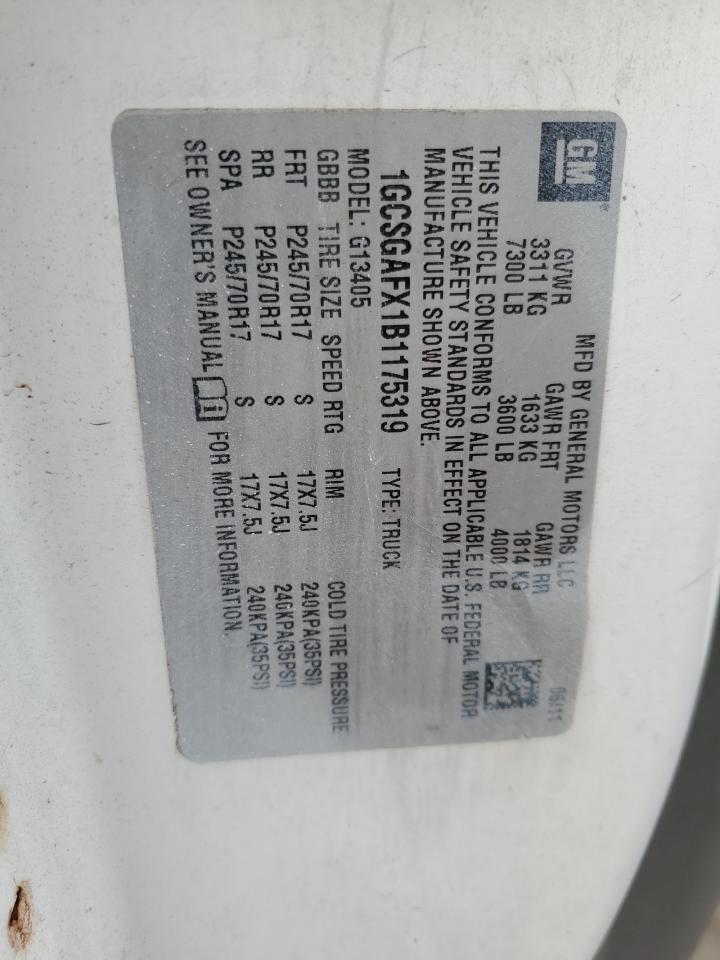 GM ®
MFD BY GENERAL MOTORS LLC 06/11
GVWR GAWR FRT GAWR RR
3311 KG 1633 KG 1814 KG
7300 LB 3600 LB 4000 LB
THIS VEHICLE CONFORMS TO ALL APPLICABLE U.S. FEDERAL MOTOR
VEHICLE SAFETY STANDARDS IN EFFECT ON THE DATE OF
MANUFACTURE SHOWN ABOVE.
1GCSGAFX1B1175319 TYPE: TRUCK
MODEL: G13405
GBBB TIRE SIZE SPEED RTG RIM COLD TIRE PRESSURE
FRT P245/70R17 S 17X7.5J 240KPA(35PSI)
RR P245/70R17 S 17X7.5J 240KPA(35PSI)
SPA P245/70R17 S 17X7.5J 240KPA(35PSI)
SEE OWNER'S MANUAL FOR MORE INFORMATION.